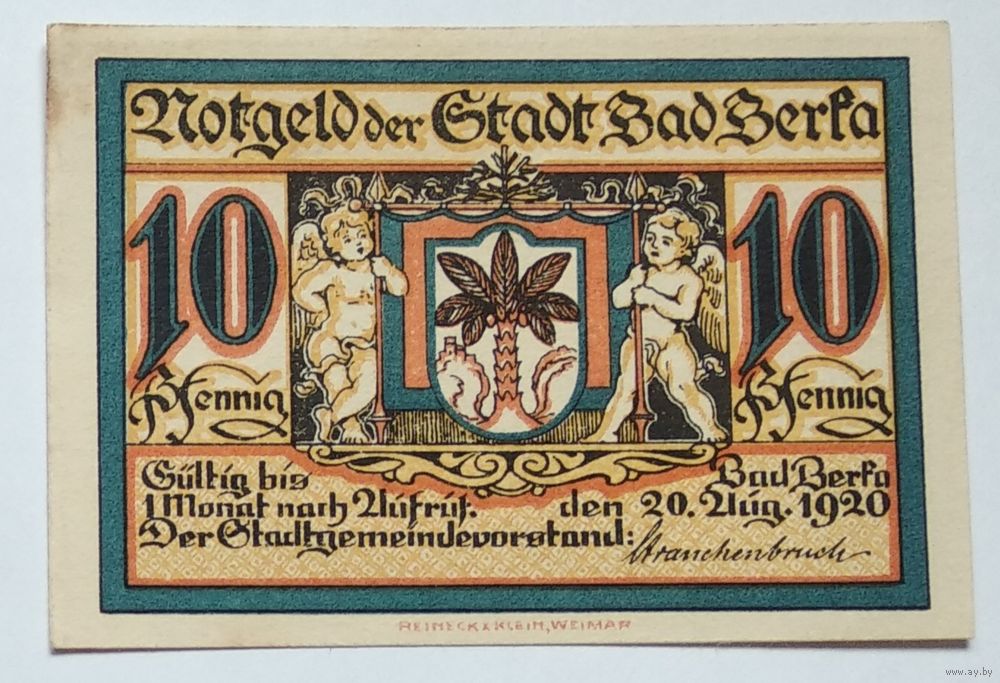 Notgeld der Stadt Bad Berka
10 10
Pfennig Pfennig
Gültig bis Bad Berka
1 Monat nach Aufruf. den 20. Aug. 1920
Der Stadtgemeindevorstand:
REINECK & KLEIN, WEIMAR
www.ay.by